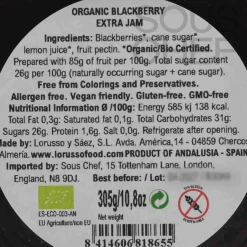 ORGANIC BLACKBERRY
EXTRA JAM
Ingredients: Blackberries*, cane sugar*,
lemon juice*, fruit pectin. *Organic/Bio Certified.
Prepared with 85g of fruit per 100g. Total sugar content
26g per 100g (naturally occurring sugar + cane sugar).
Free from Colorings and Preservatives.
Allergen free. Vegan friendly. Gluten-free. GMO-free
Nutritional Information Ø/100g: Energy 585 kj 138 kcal.
Total Fat 0,3g: Saturated fat 0,1g. Total Carbohydrates 31g:
Sugars 26g. Protein 1,6g. Salt 0,0g. Refrigerate after opening.
Made by: Lorusso y Sáez, S.L. Avda. América, 14 - 04859 Chercos
Almería. www.lorussofood.com PRODUCT OF ANDALUSIA - SPAIN
Imported by: Sous Chef, 15 Tottenham Lane, London,
England, N8 9DJ. Best before: / Lot:
305g/10,8oz
Net weight
ES-ECO-003-AN
EU Agriculture/non EU
8 414606 818655